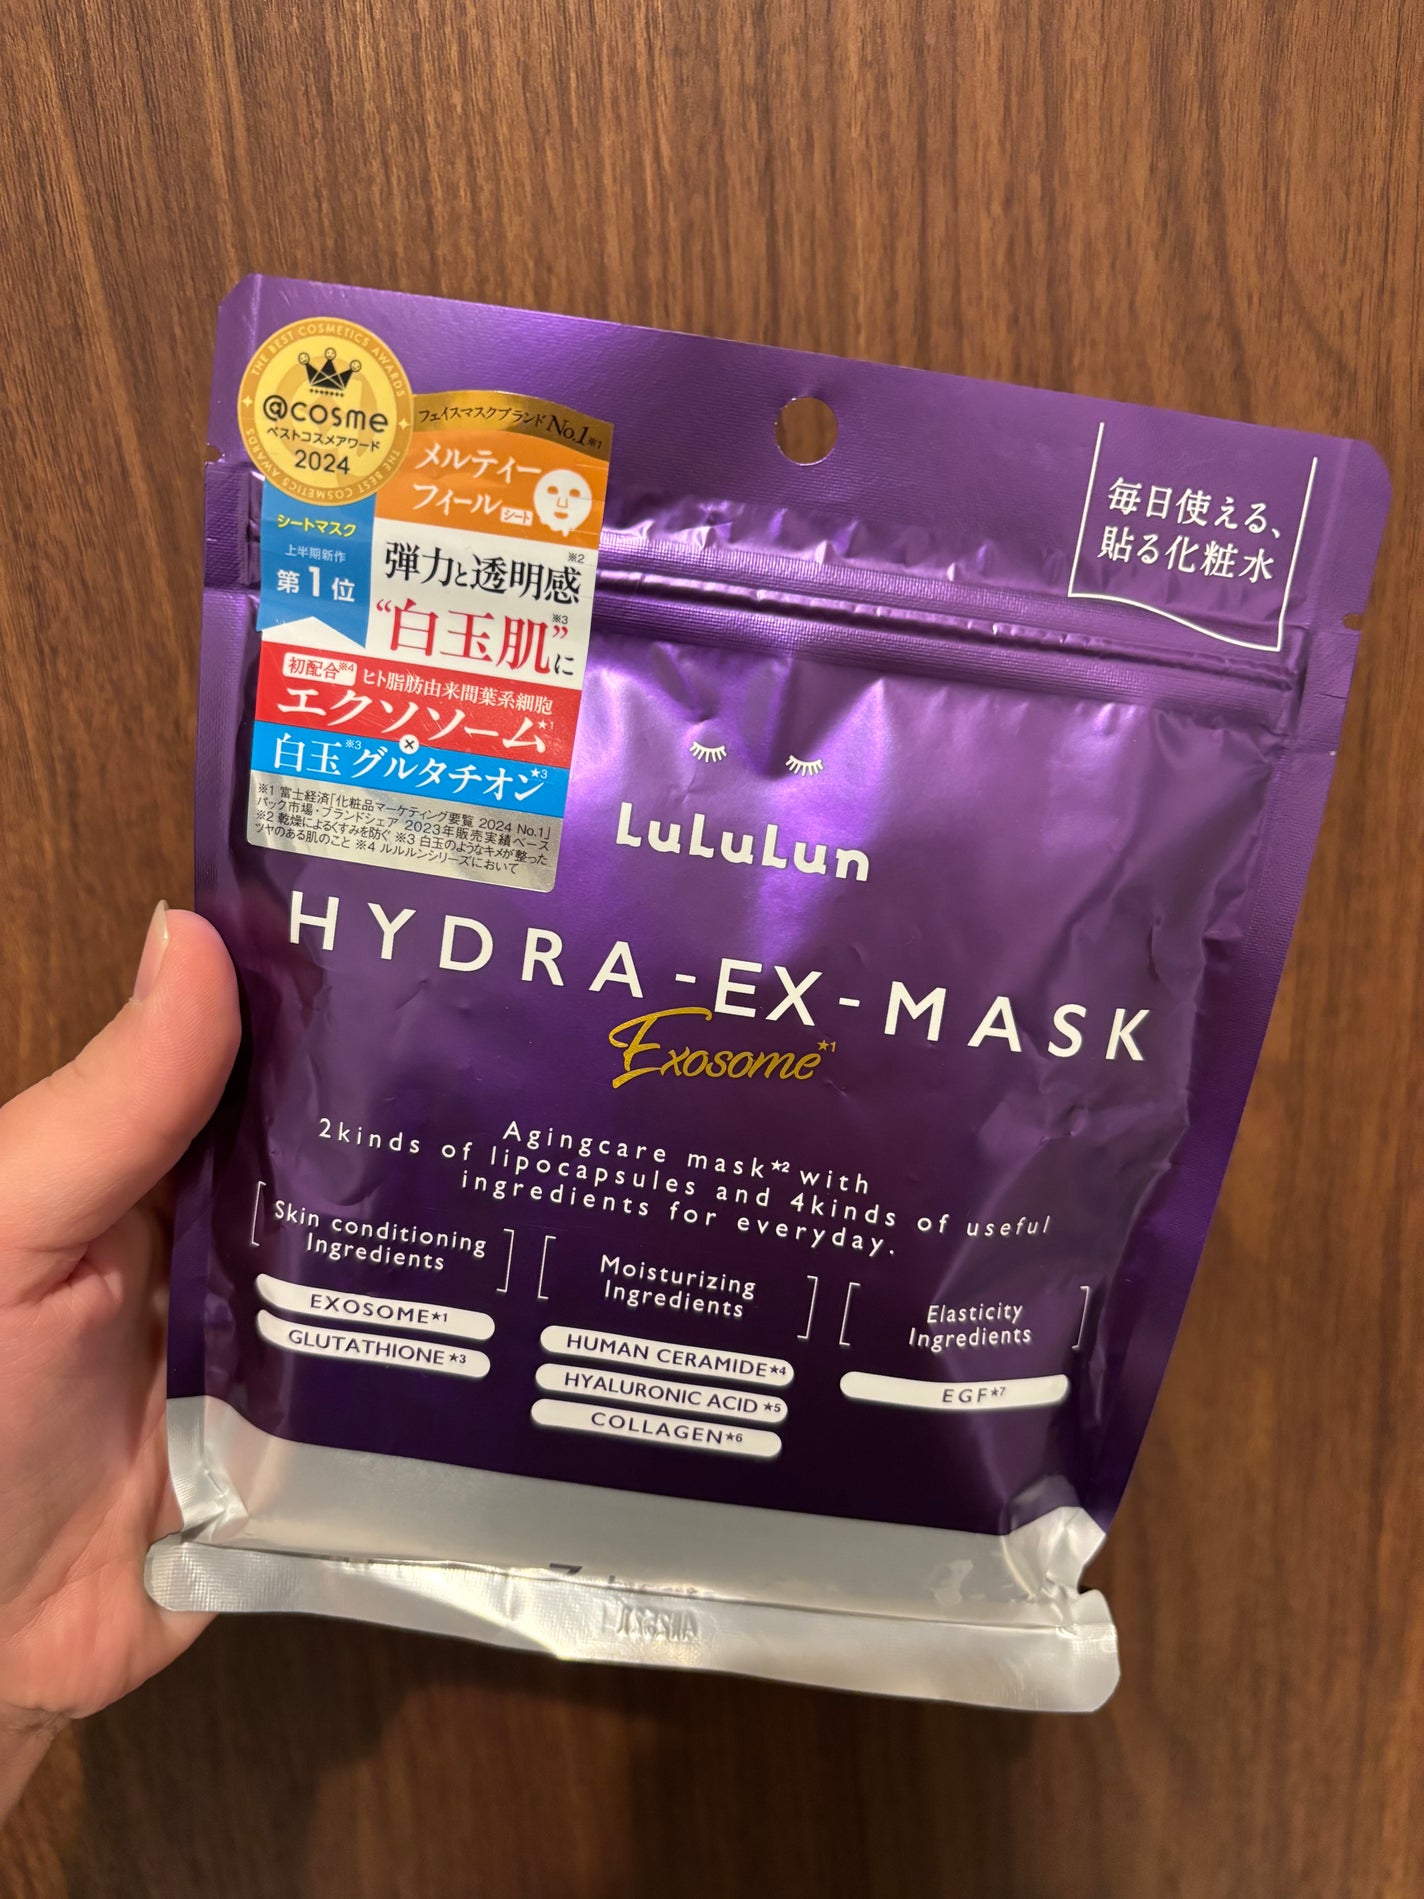 THE BEST COSMETICS AWARDS
@cosme
ベストコスメアワード
2024
THE BEST COSMETICS AWARDS
シートマスク
上半期新作
第1位
フェイスマスクブランドNo.1※1
メルティー
フィールシート
弾力と透明感※2
“白玉肌”※3に
初配合※4 ヒト脂肪由来間葉系細胞
エクソソーム★1
×
白玉※3グルタチオン★3
※1 富士経済「化粧品マーケティング要覧 2024 No.1」
パック市場・ブランドシェア 2023年販売実績ベース
※2 乾燥によるくすみを防ぐ ※3 白玉のようなキメが整った
ツヤのある肌のこと ※4 ルルルンシリーズにおいて
毎日使える、
貼る化粧水
LuLuLun
HYDRA-EX-MASK
Exosome★1
Agingcare mask★2 with
2kinds of lipocapsules and 4kinds of useful
ingredients for everyday.
Skin conditioning
Ingredients
EXOSOME★1
GLUTATHIONE★3
Moisturizing
Ingredients
HUMAN CERAMIDE★4
HYALURONIC ACID★5
COLLAGEN★6
Elasticity
Ingredients
EGF★7